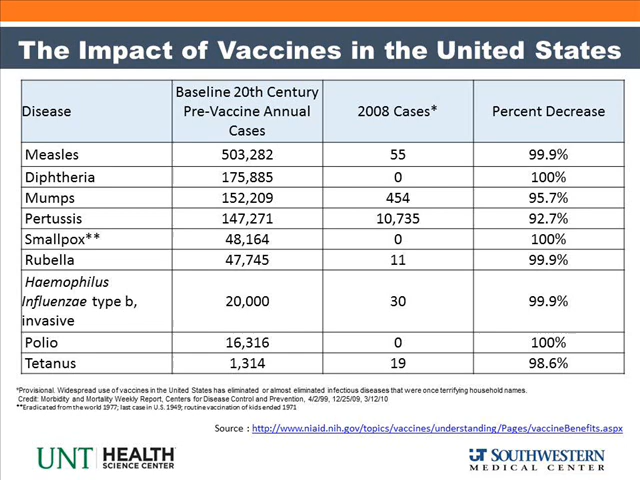 The Impact of Vaccines in the United States
Disease
Baseline 20th Century
Pre-Vaccine Annual
Cases
2008 Cases*
Percent Decrease
Measles 503,282 55 99.9%
Diphtheria 175,885 0 100%
Mumps 152,209 454 95.7%
Pertussis 147,271 10,735 92.7%
Smallpox** 48,164 0 100%
Rubella 47,745 11 99.9%
Haemophilus
Influenzae type b,
invasive
20,000 30 99.9%
Polio 16,316 0 100%
Tetanus 1,314 19 98.6%
*Provisional. Widespread use of vaccines in the United States has eliminated or almost eliminated infectious diseases that were once terrifying household names.
Credit: Morbidity and Mortality Weekly Report, Centers for Disease Control and Prevention, 4/2/99, 12/25/09, 3/12/10
**Eradicated from the world 1977; last case in U.S. 1949; routine vaccination of kids ended 1971
Source : http://www.niaid.nih.gov/topics/vaccines/understanding/Pages/vaccineBenefits.aspx
UNT HEALTH
SCIENCE CENTER
UT SOUTHWESTERN
MEDICAL CENTER